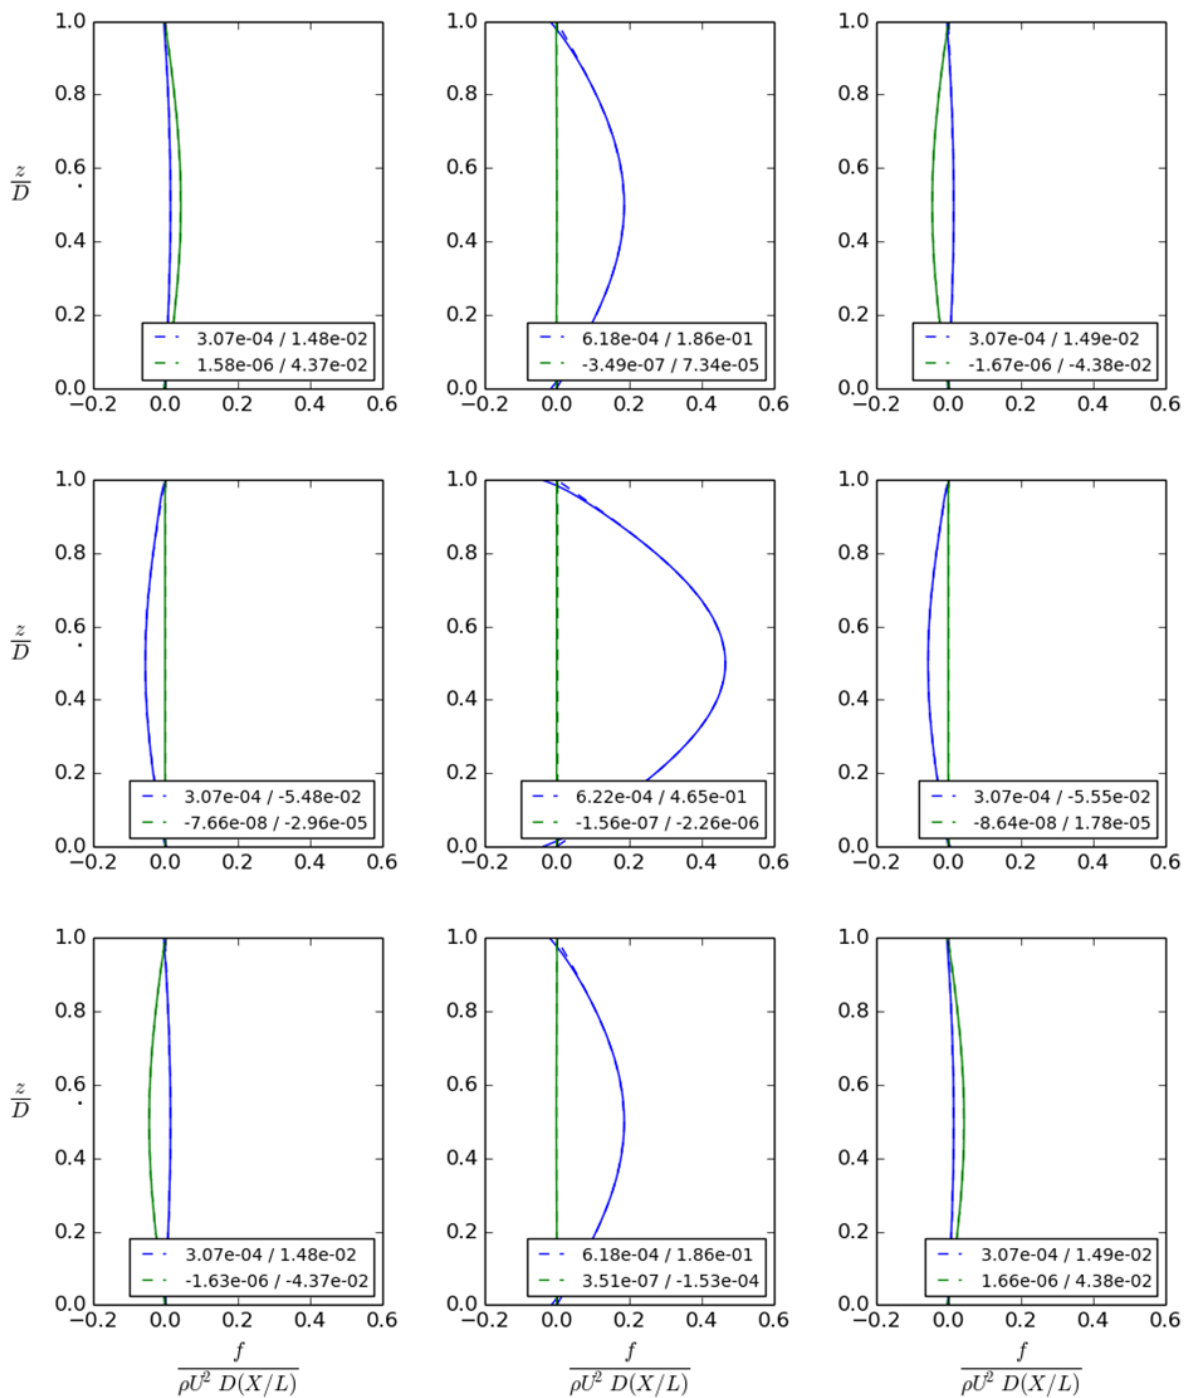 1.0 1.0 1.0
0.8 0.8 0.8
z/D 0.6 0.6 0.6
0.4 0.4 0.4
0.2 0.2 0.2
3.07e-04 / 1.48e-02 6.18e-04 / 1.86e-01 3.07e-04 / 1.49e-02
1.58e-06 / 4.37e-02 -3.49e-07 / 7.34e-05 -1.67e-06 / -4.38e-02
0.0 0.0 0.0
−0.2 0.0 0.2 0.4 0.6 −0.2 0.0 0.2 0.4 0.6 −0.2 0.0 0.2 0.4 0.6
1.0 1.0 1.0
0.8 0.8 0.8
z/D 0.6 0.6 0.6
0.4 0.4 0.4
0.2 0.2 0.2
3.07e-04 / -5.48e-02 6.22e-04 / 4.65e-01 3.07e-04 / -5.55e-02
-7.66e-08 / -2.96e-05 -1.56e-07 / -2.26e-06 -8.64e-08 / 1.78e-05
0.0 0.0 0.0
−0.2 0.0 0.2 0.4 0.6 −0.2 0.0 0.2 0.4 0.6 −0.2 0.0 0.2 0.4 0.6
1.0 1.0 1.0
0.8 0.8 0.8
z/D 0.6 0.6 0.6
0.4 0.4 0.4
0.2 0.2 0.2
3.07e-04 / 1.48e-02 6.18e-04 / 1.86e-01 3.07e-04 / 1.49e-02
-1.63e-06 / -4.37e-02 3.51e-07 / -1.53e-04 1.66e-06 / 4.38e-02
0.0 0.0 0.0
−0.2 0.0 0.2 0.4 0.6 −0.2 0.0 0.2 0.4 0.6 −0.2 0.0 0.2 0.4 0.6
f f f
ρU² D(X/L) ρU² D(X/L) ρU² D(X/L)